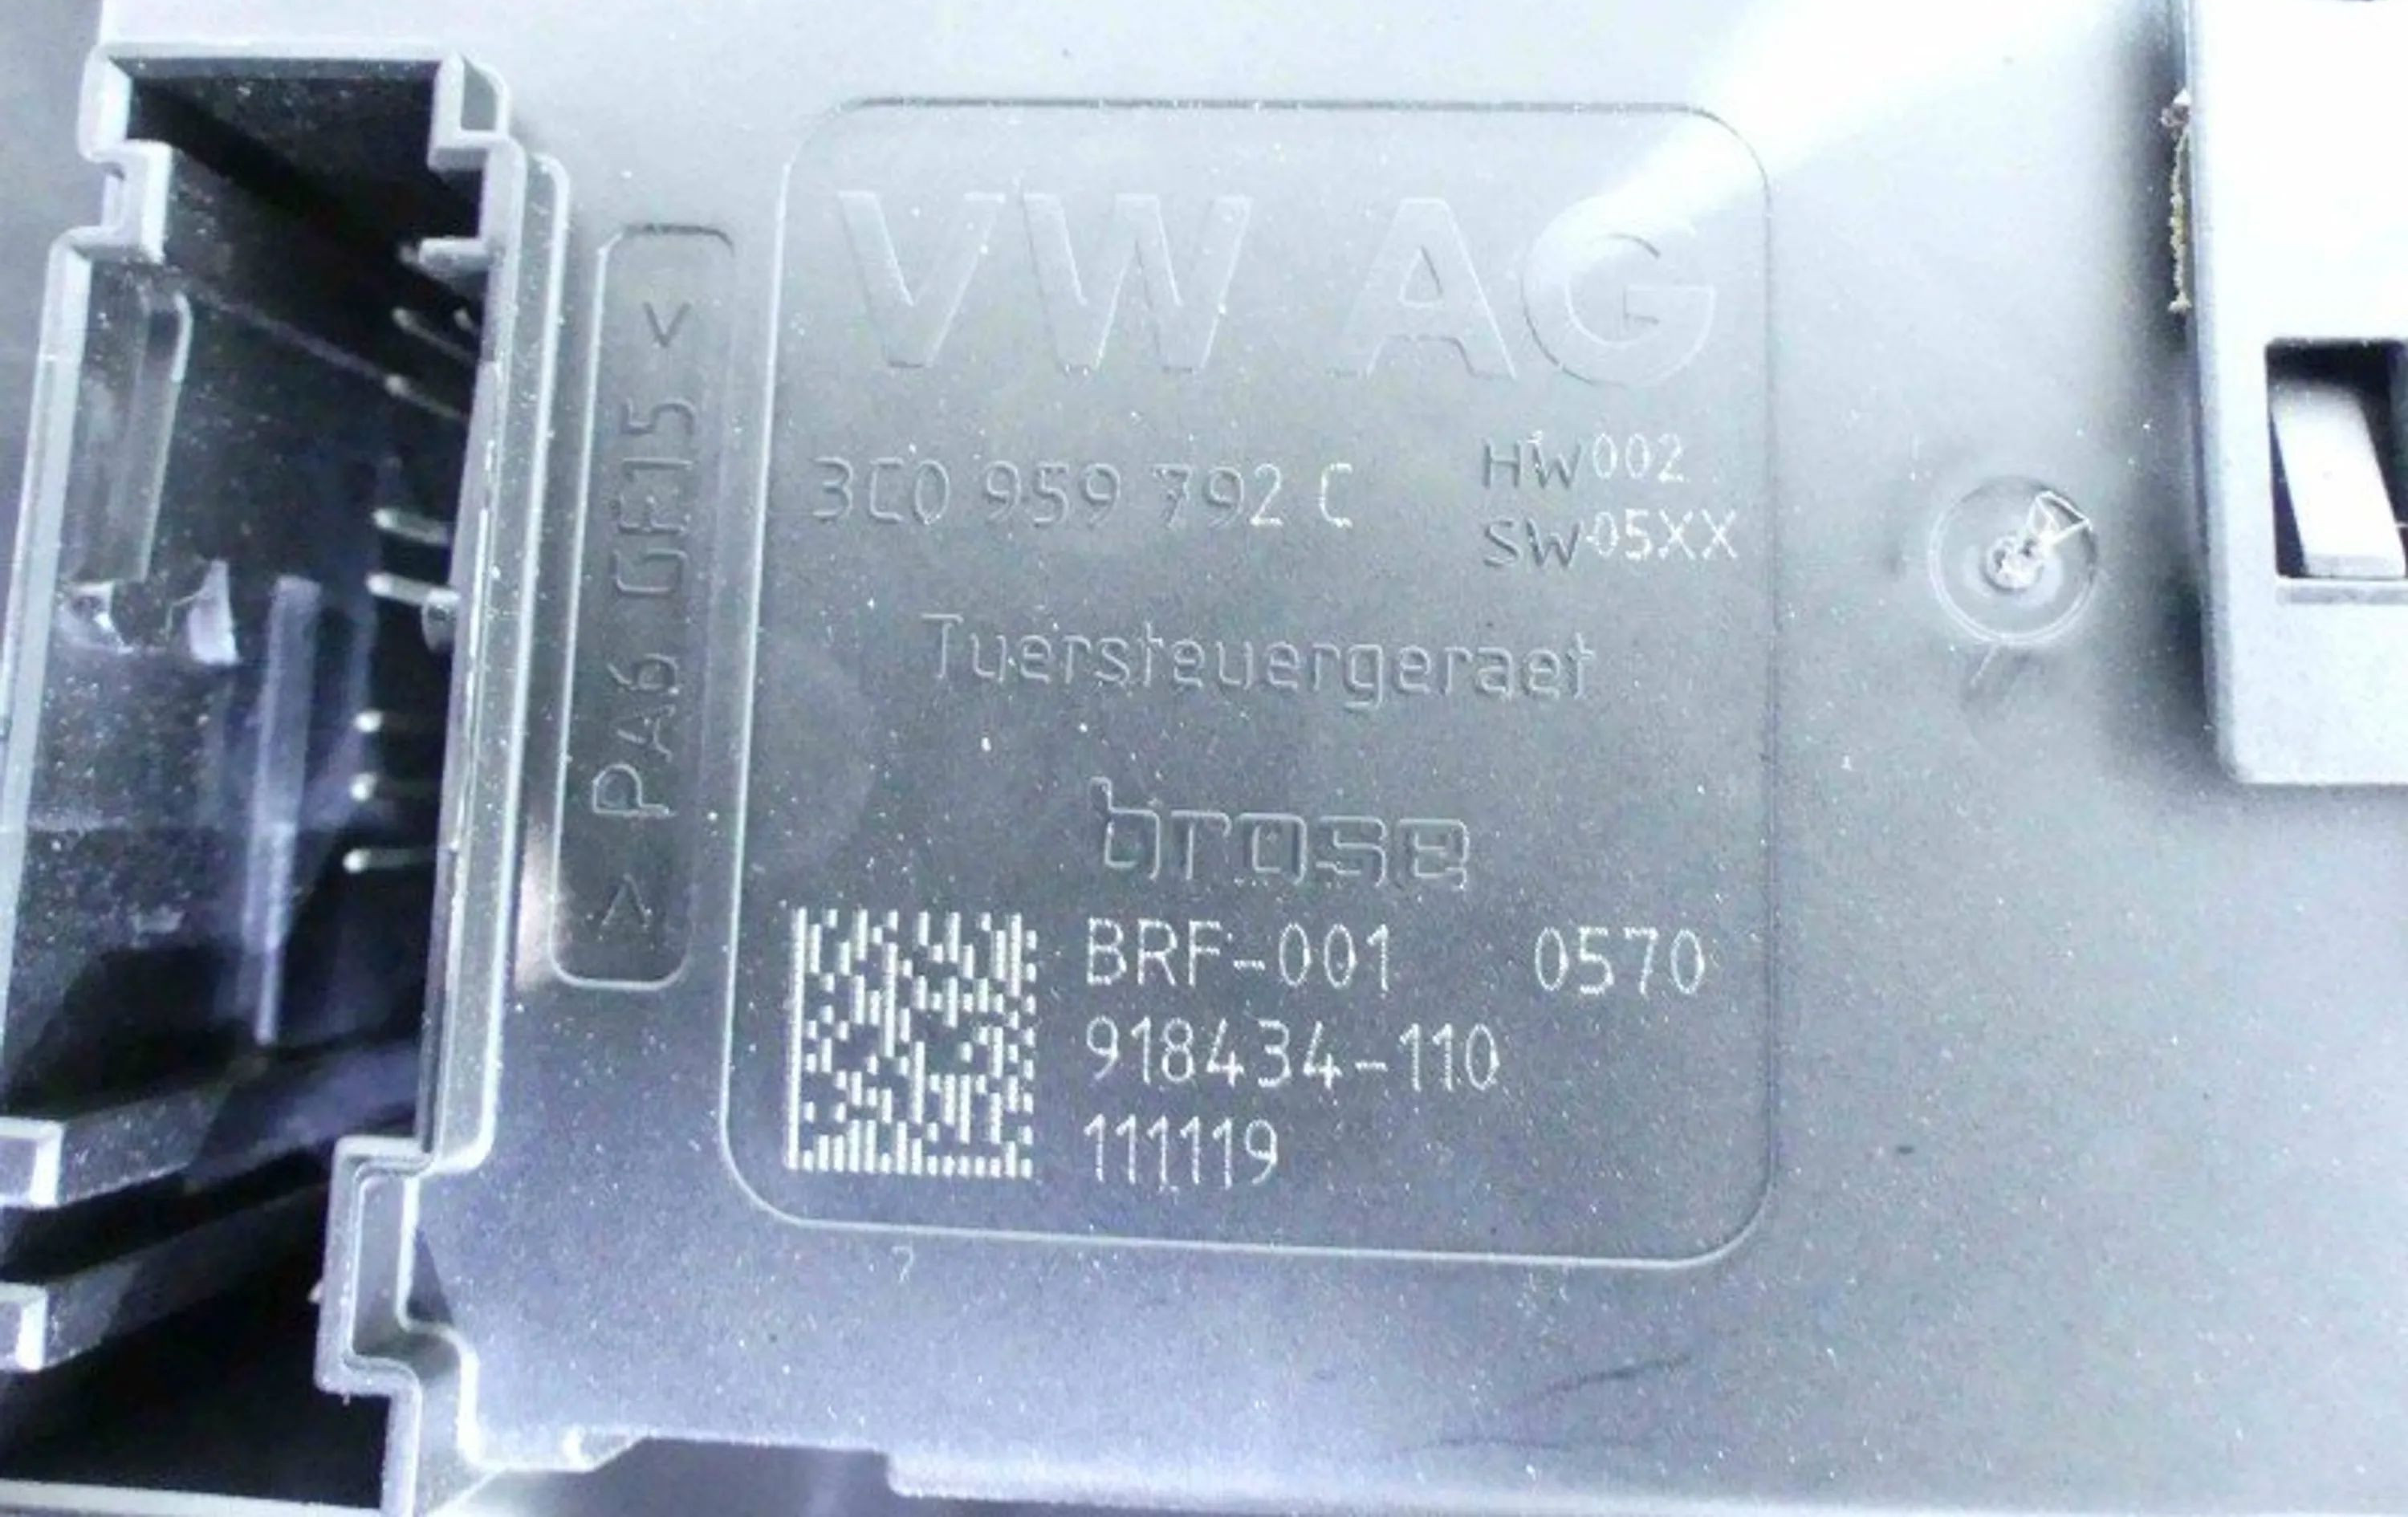 VW AG
3C0 959 792 C
HW002
SW05XX
Tuersteuergeraet
brose
BRF-001 0570
918434-110
111119
> PA6 GF15 <